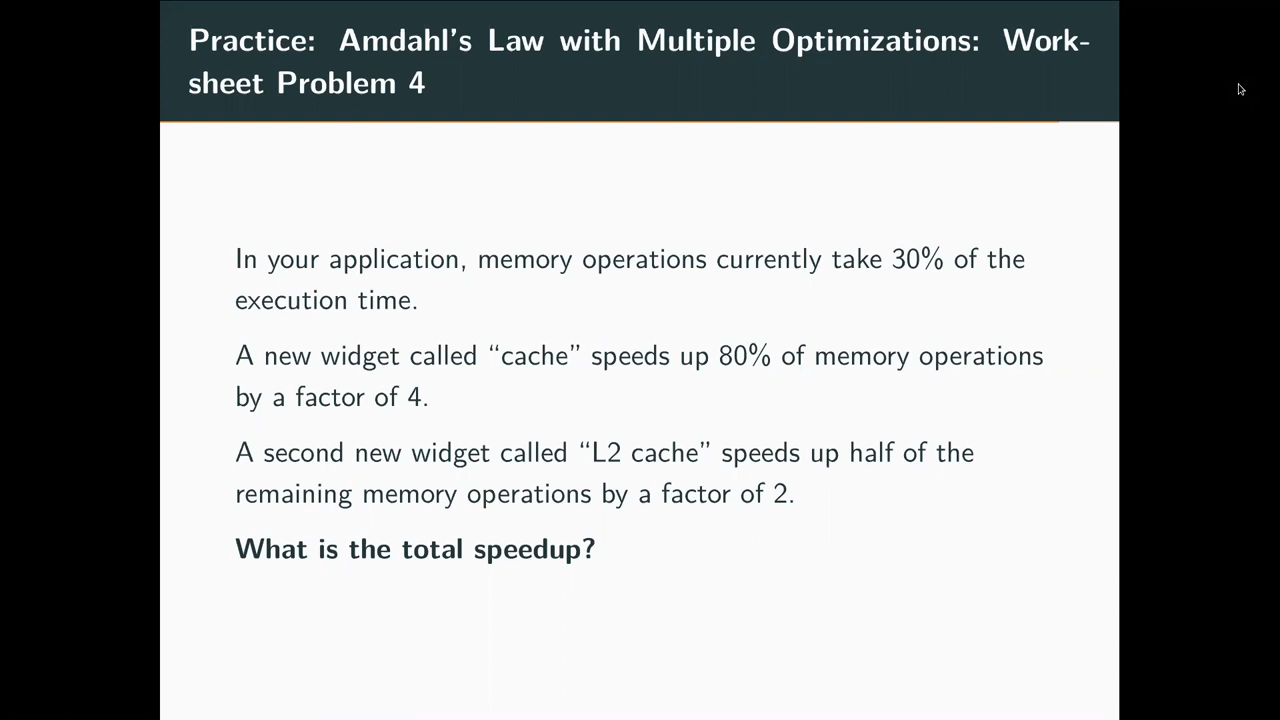 Practice: Amdahl's Law with Multiple Optimizations: Work-
sheet Problem 4
In your application, memory operations currently take 30% of the
execution time.
A new widget called “cache” speeds up 80% of memory operations
by a factor of 4.
A second new widget called “L2 cache” speeds up half of the
remaining memory operations by a factor of 2.
What is the total speedup?